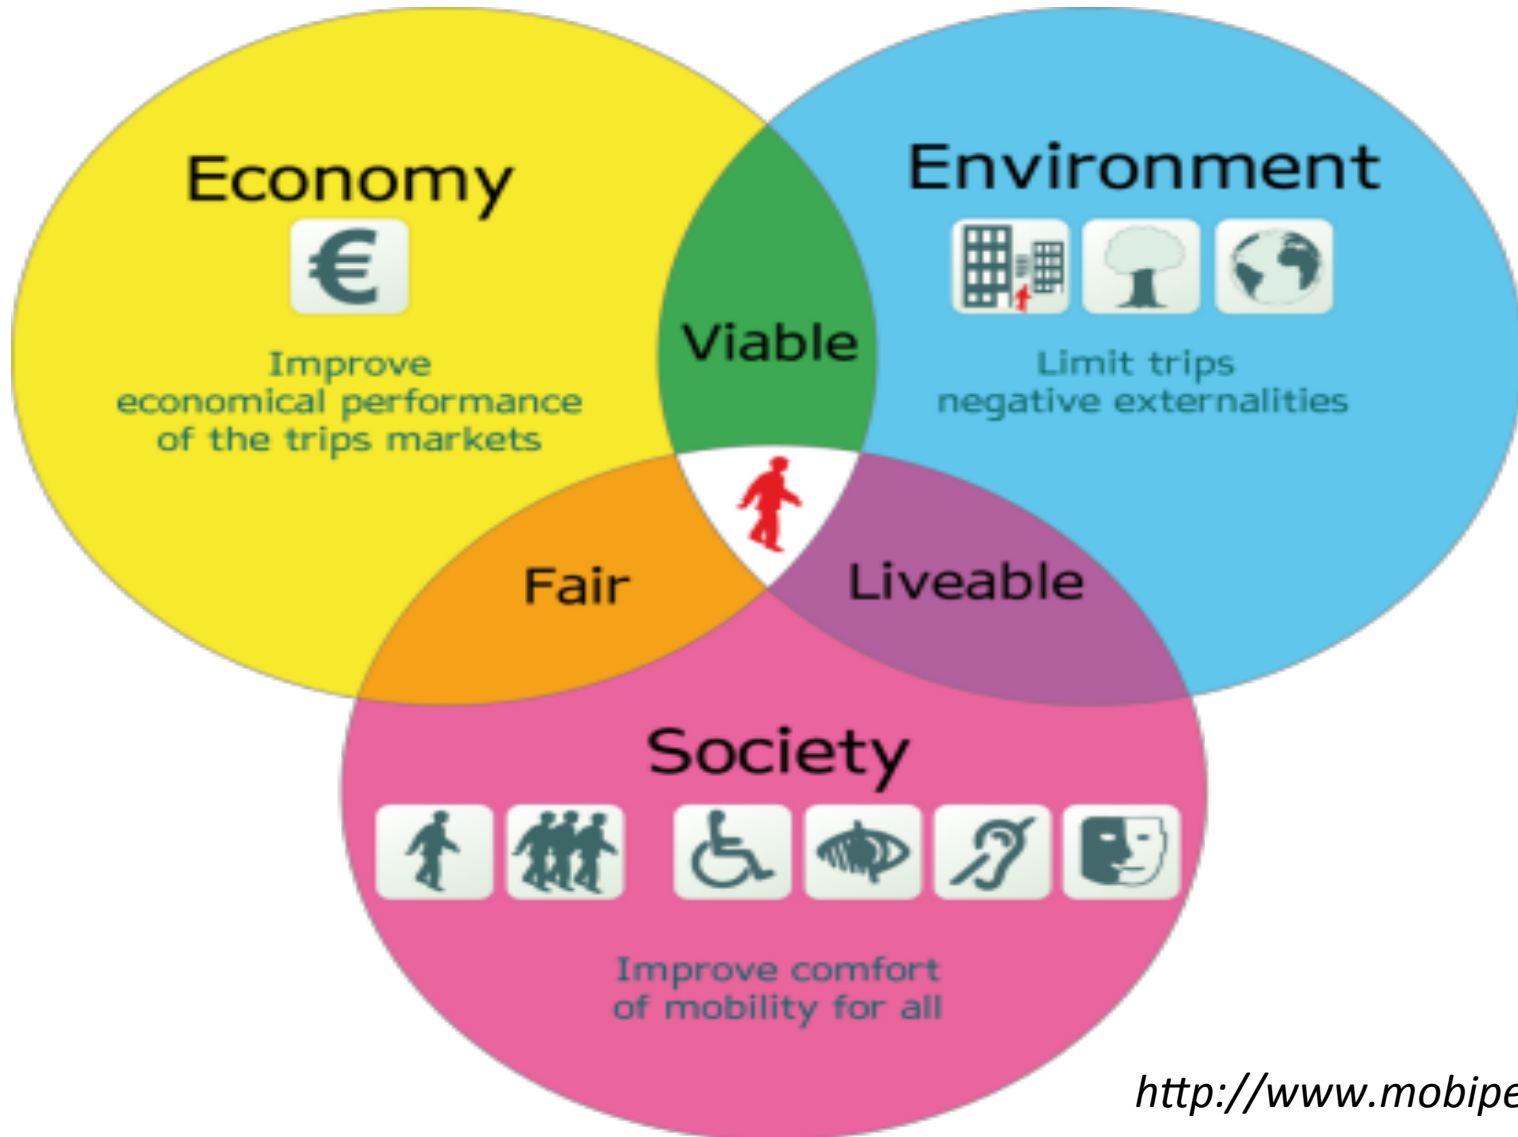 Economy
€
Improve
economical performance
of the trips markets
Environment
Limit trips
negative externalities
Viable
Fair
Liveable
Society
Improve comfort
of mobility for all
http://www.mobipe